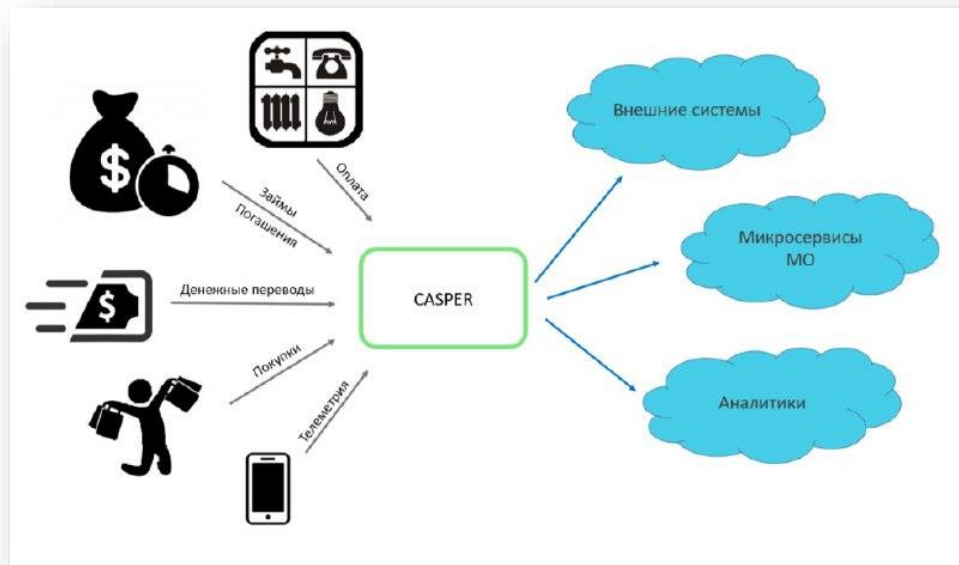 Оплата
Займы
Погашения
Денежные переводы
Покупки
Телеметрия
CASPER
Внешние системы
Микросервисы
МО
Аналитики